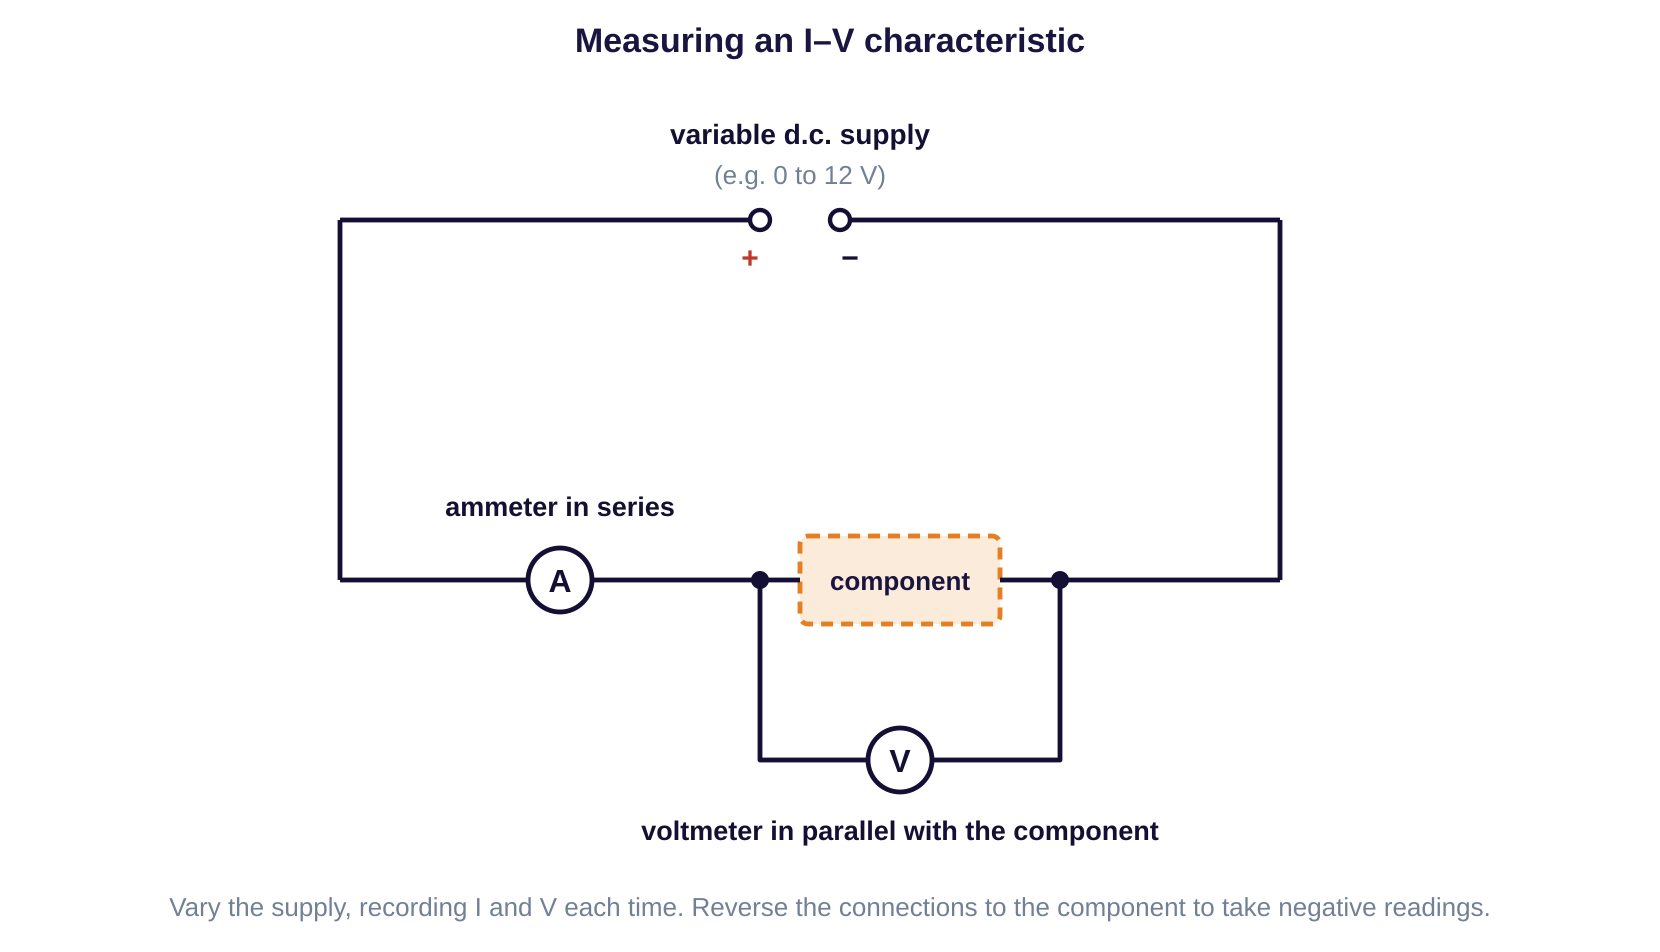 Measuring an I–V characteristic
variable d.c. supply
(e.g. 0 to 12 V)
+ −
ammeter in series
A
component
V
voltmeter in parallel with the component
Vary the supply, recording I and V each time. Reverse the connections to the component to take negative readings.